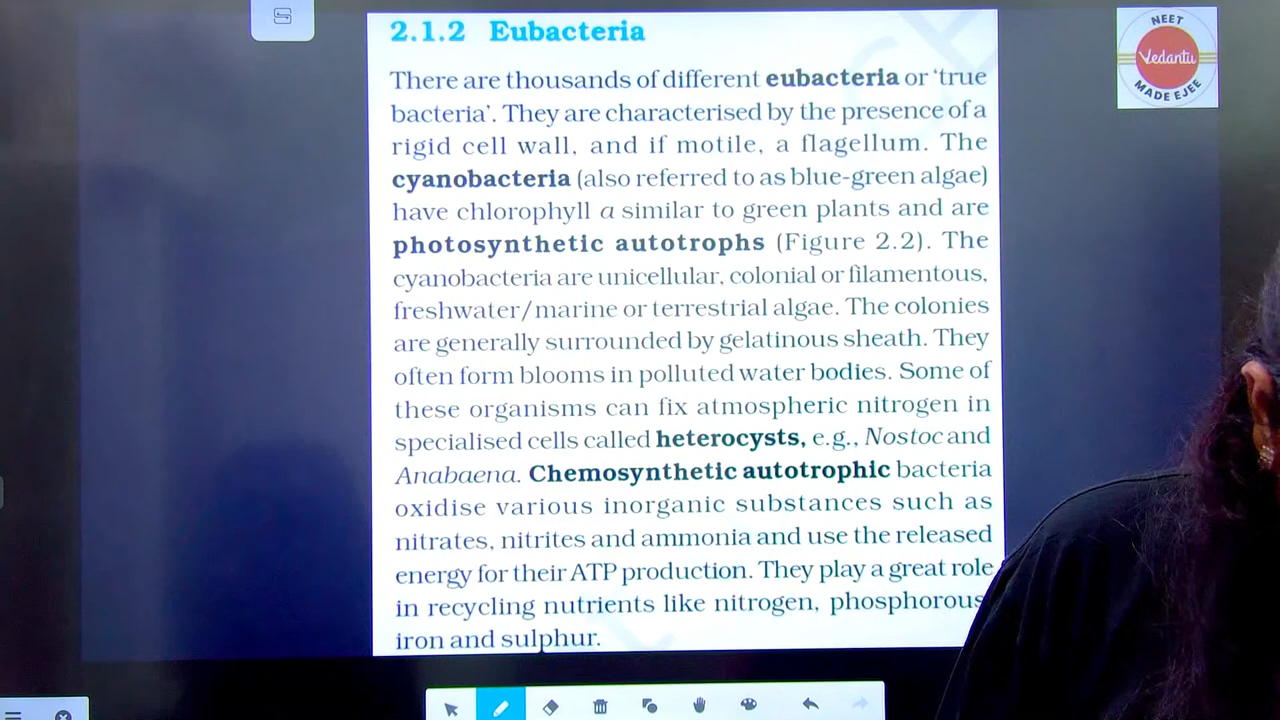 2.1.2 Eubacteria
There are thousands of different eubacteria or ‘true
bacteria’. They are characterised by the presence of a
rigid cell wall, and if motile, a flagellum. The
cyanobacteria (also referred to as blue-green algae)
have chlorophyll a similar to green plants and are
photosynthetic autotrophs (Figure 2.2). The
cyanobacteria are unicellular, colonial or filamentous,
freshwater/marine or terrestrial algae. The colonies
are generally surrounded by gelatinous sheath. They
often form blooms in polluted water bodies. Some of
these organisms can fix atmospheric nitrogen in
specialised cells called heterocysts, e.g., Nostoc and
Anabaena. Chemosynthetic autotrophic bacteria
oxidise various inorganic substances such as
nitrates, nitrites and ammonia and use the released
energy for their ATP production. They play a great role
in recycling nutrients like nitrogen, phosphorous
iron and sulphur.
NEET
Vedantu
MADE EJEE